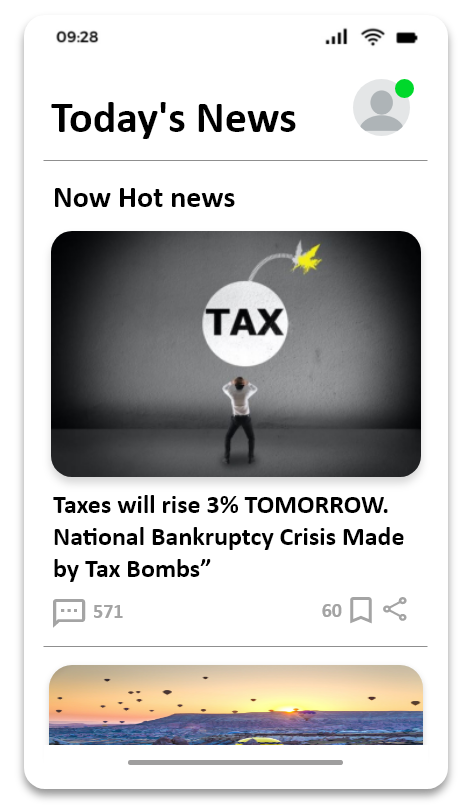 09:28
Today's News
Now Hot news
TAX
Taxes will rise 3% TOMORROW.
National Bankruptcy Crisis Made
by Tax Bombs”
571
60